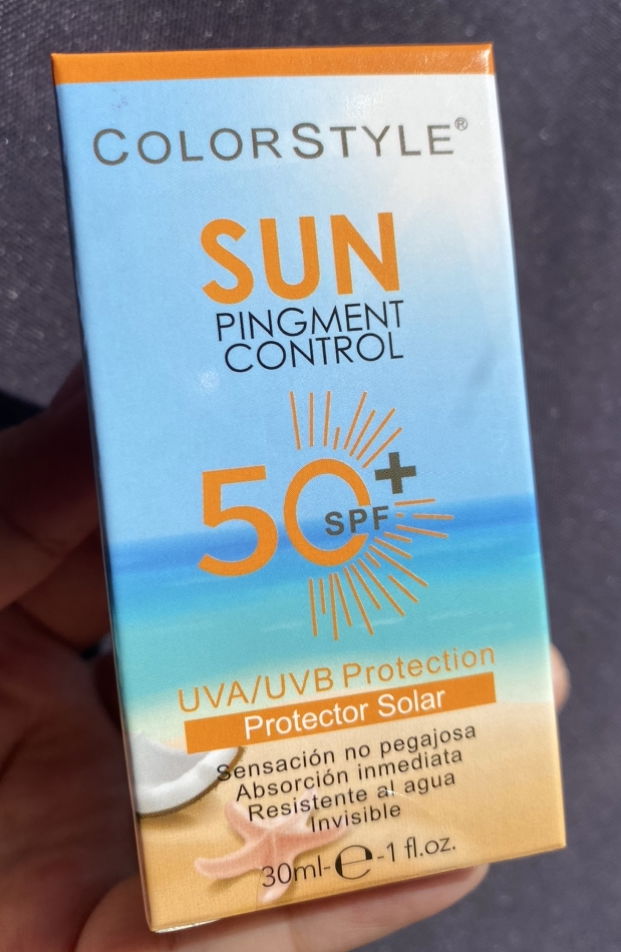 COLORSTYLE®
SUN
PINGMENT
CONTROL
50+
SPF
UVA/UVB Protection
Protector Solar
Sensación no pegajosa
Absorción inmediata
Resistente al agua
Invisible
30ml-e-1 fl.oz.